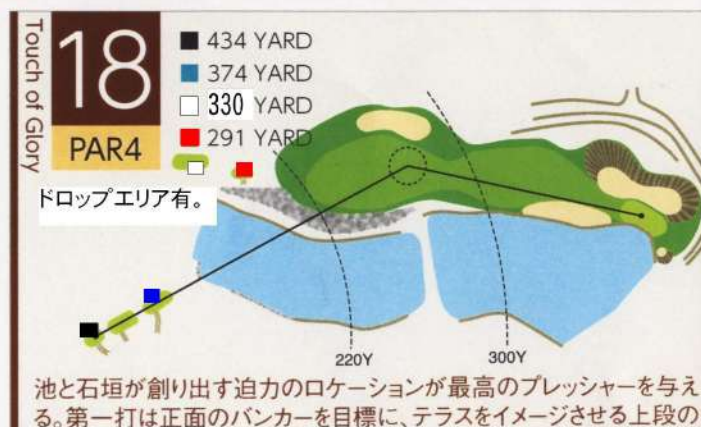 Touch of Glory
18
PAR4
434 YARD
374 YARD
330 YARD
291 YARD
ドロップエリア有。
220Y
300Y
池と石垣が創り出す迫力のロケーションが最高のプレッシャーを与え
る。第一打は正面のバンカーを目標に、テラスをイメージさせる上段の